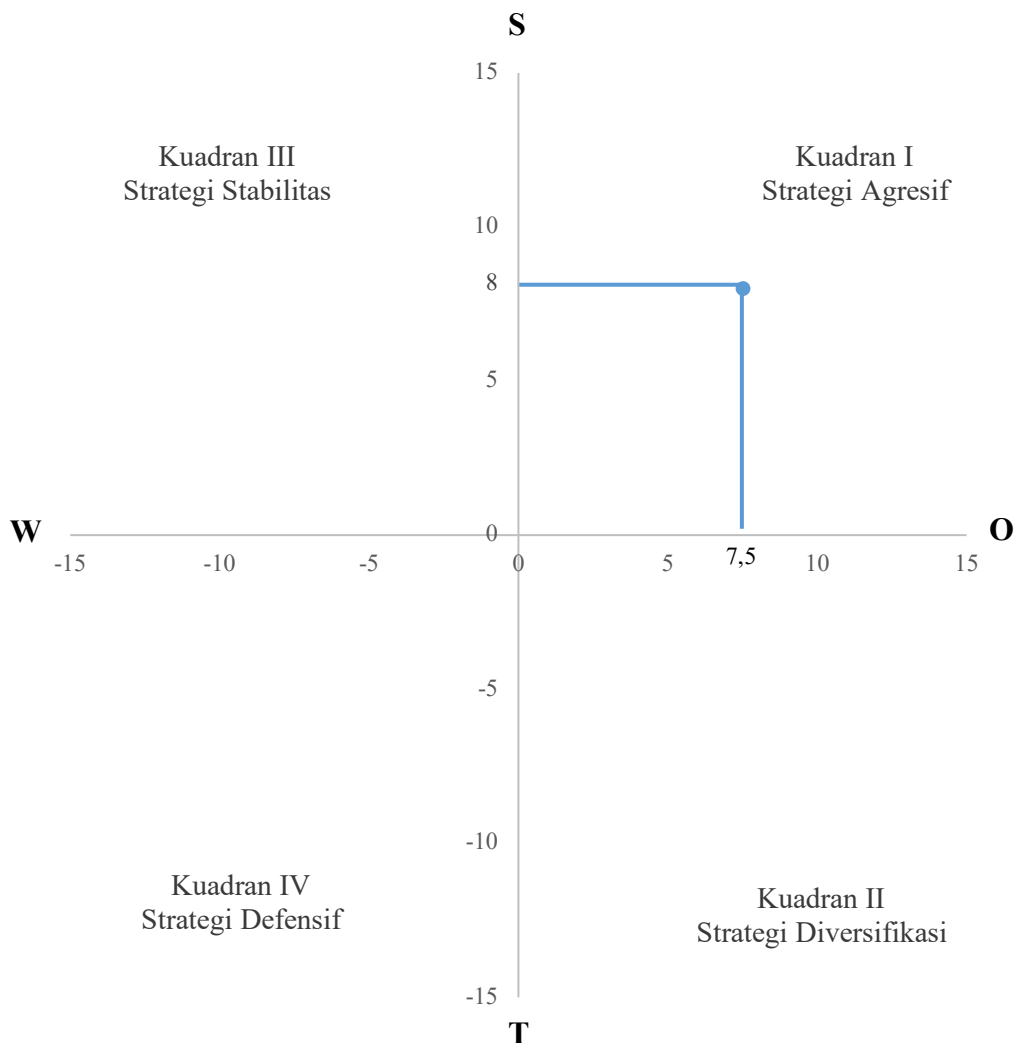 S
15
Kuadran III
Strategi Stabilitas
Kuadran I
Strategi Agresif
10
8
5
W
0
O
-15
-10
-5
0
5
7,5
10
15
-5
-10
Kuadran IV
Strategi Defensif
Kuadran II
Strategi Diversifikasi
-15
T